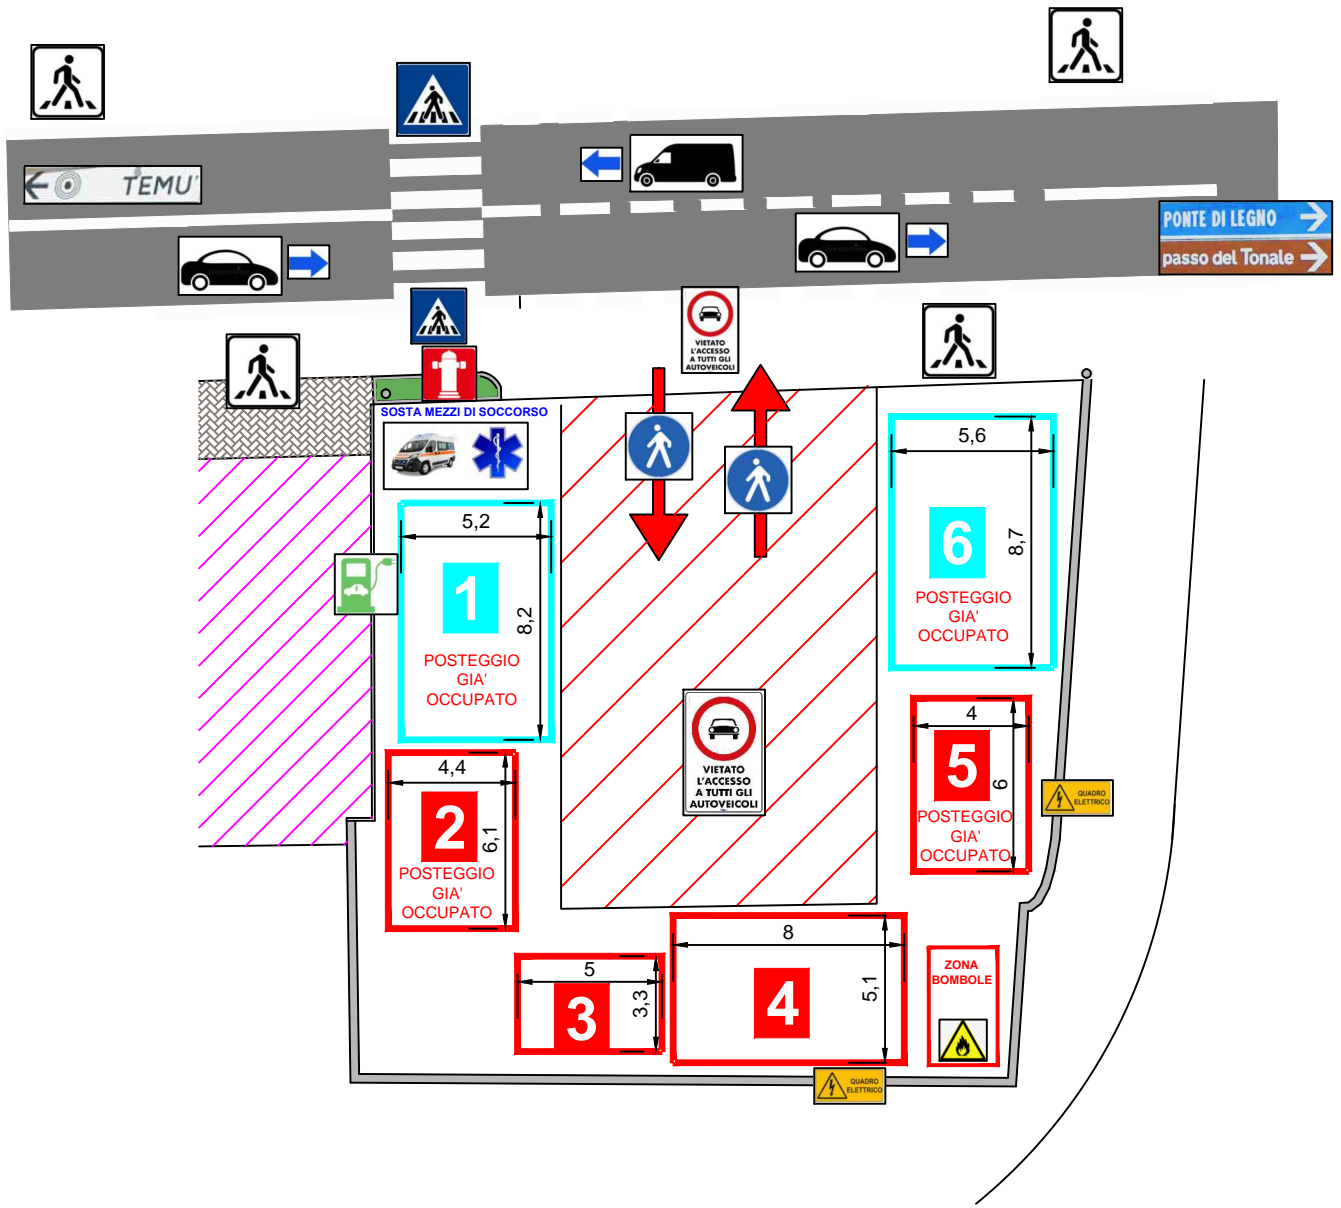 TEMU'
PONTE DI LEGNO
passo del Tonale
VIETATO
L'ACCESSO
A TUTTI GLI
AUTOVEICOLI
SOSTA MEZZI DI SOCCORSO
5,2
8,2
1
POSTEGGIO
GIA'
OCCUPATO
5,6
8,7
6
POSTEGGIO
GIA'
OCCUPATO
VIETATO
L'ACCESSO
A TUTTI GLI
AUTOVEICOLI
4,4
6,1
2
POSTEGGIO
GIA'
OCCUPATO
4
6
5
POSTEGGIO
GIA'
OCCUPATO
QUADRO
ELETTRICO
5
3,3
3
8
5,1
4
ZONA
BOMBOLE
QUADRO
ELETTRICO